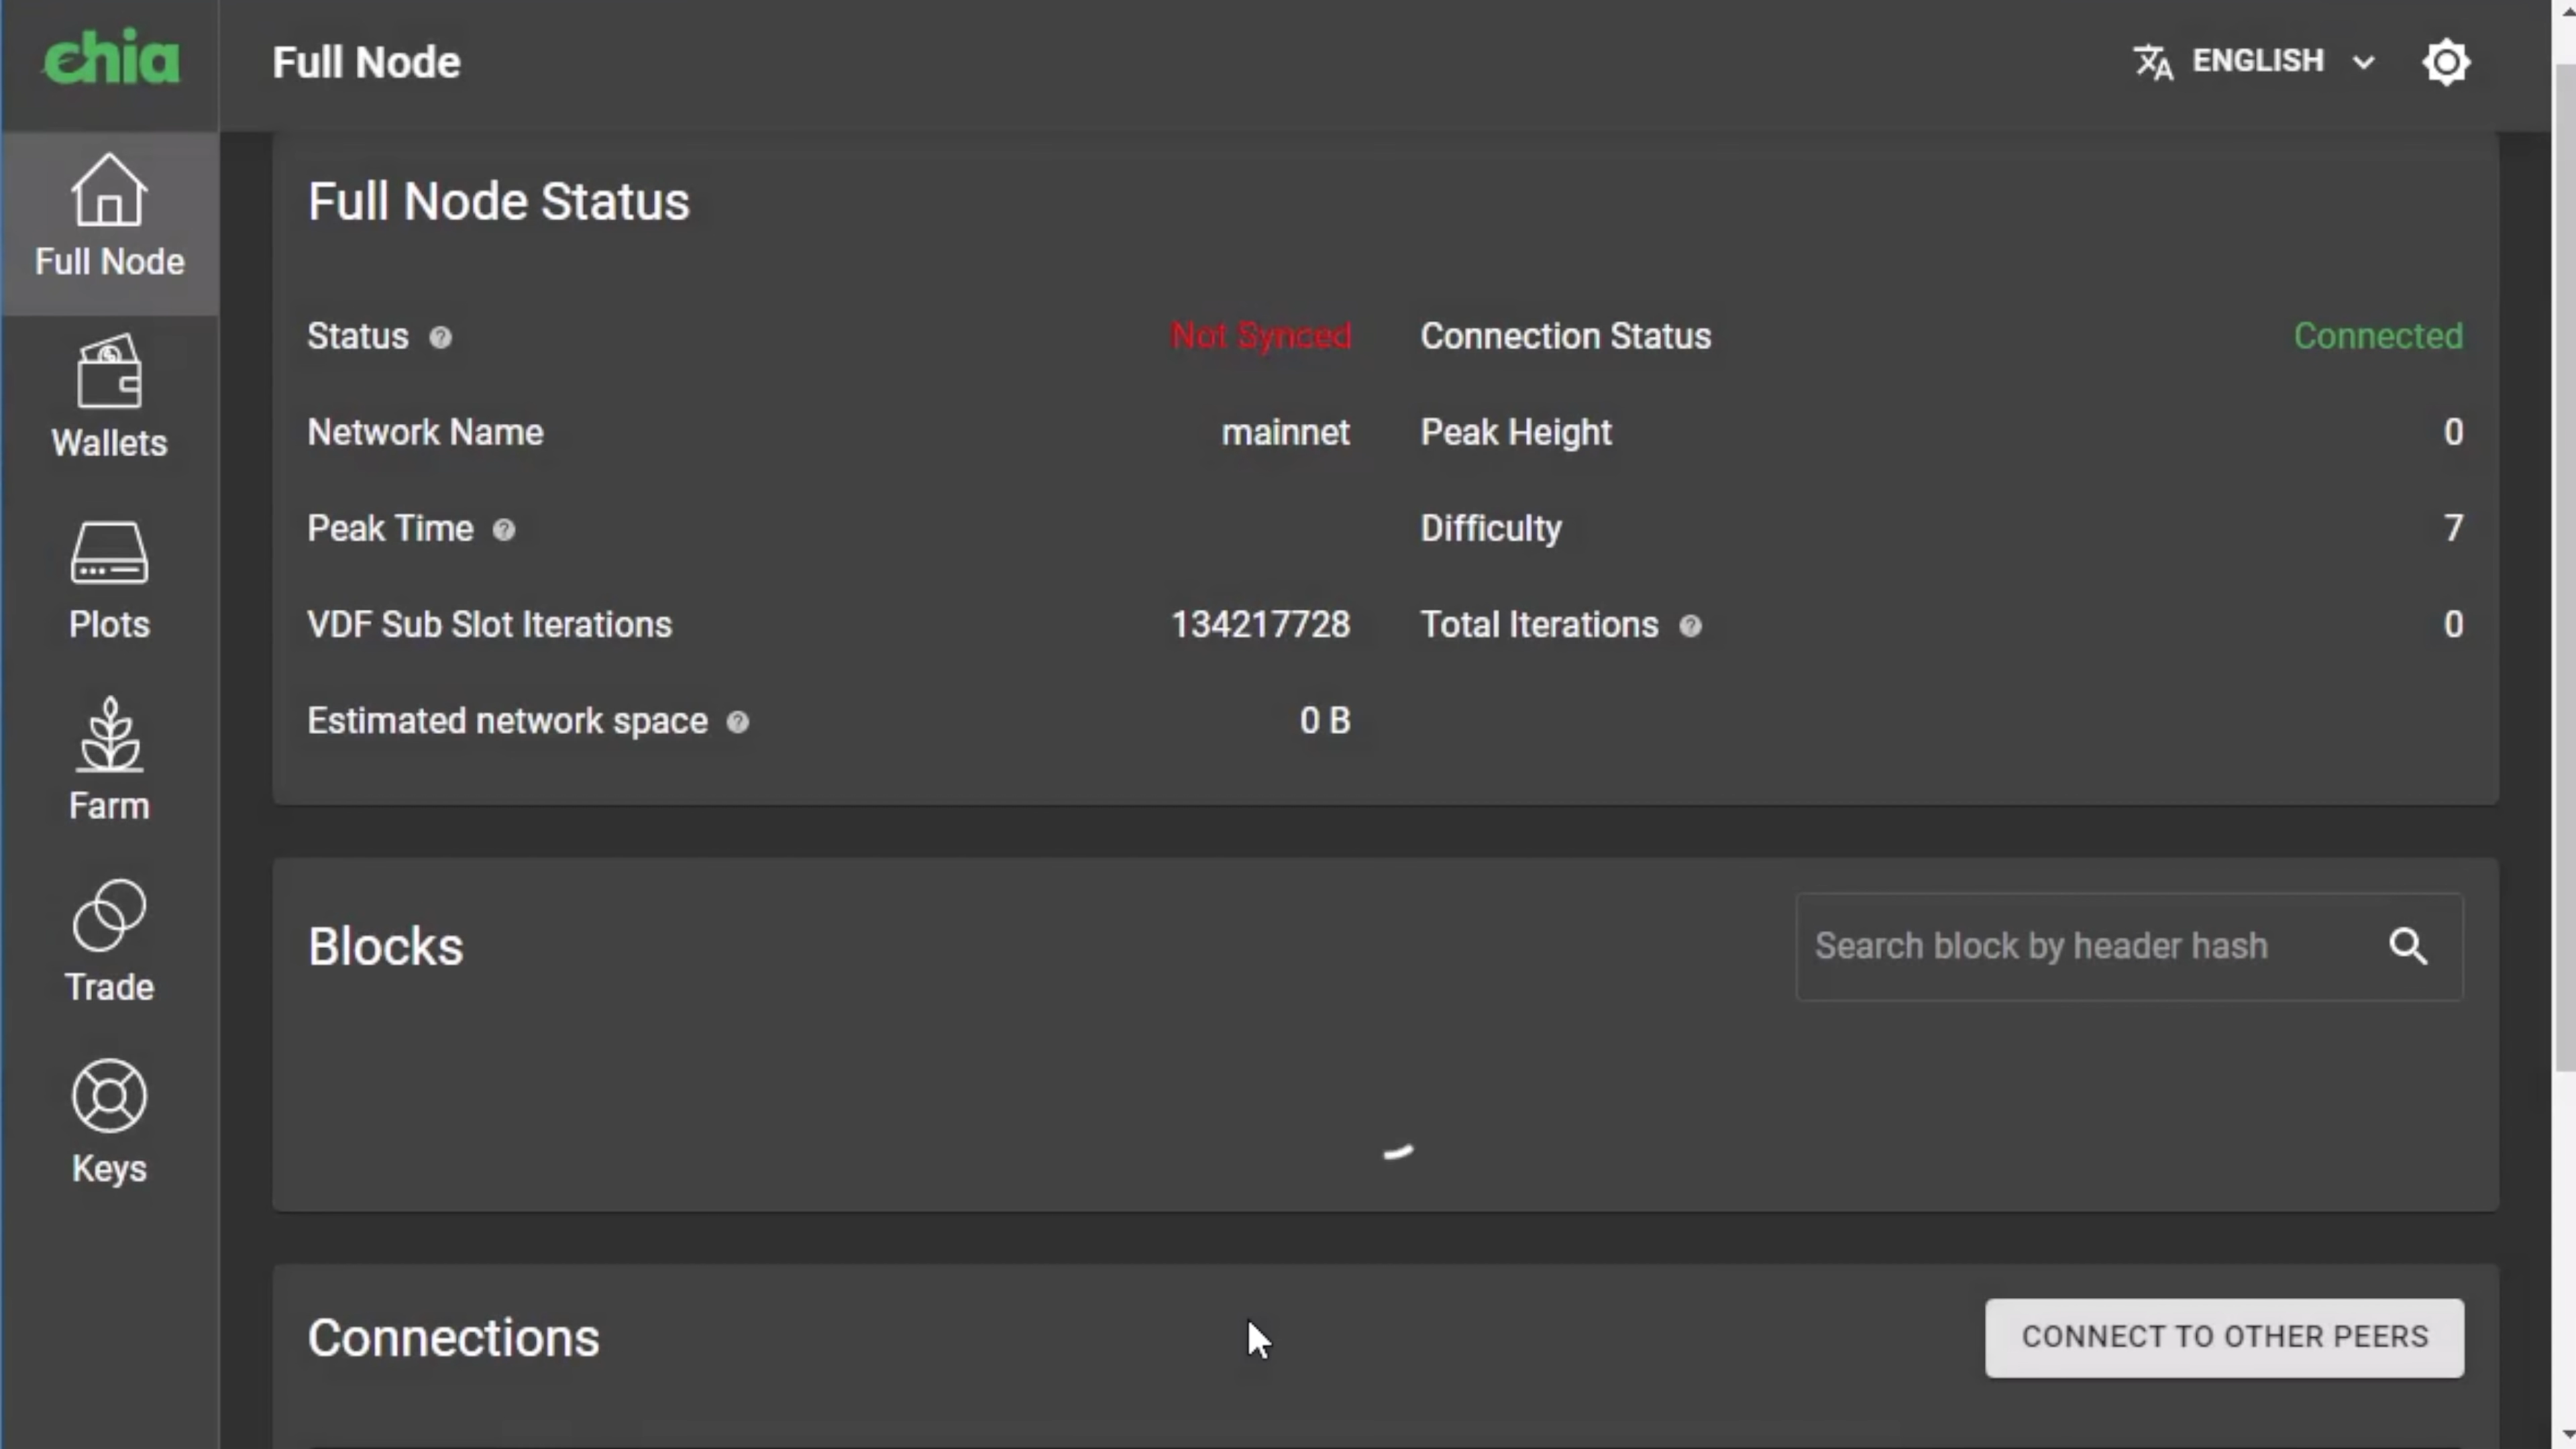 chia
Full Node
ENGLISH
Full Node
Wallets
Plots
Farm
Trade
Keys
Full Node Status
Status
Not Synced
Connection Status
Connected
Network Name
mainnet
Peak Height
0
Peak Time
Difficulty
7
VDF Sub Slot Iterations
134217728
Total Iterations
0
Estimated network space
0 B
Blocks
Search block by header hash
Connections
CONNECT TO OTHER PEERS